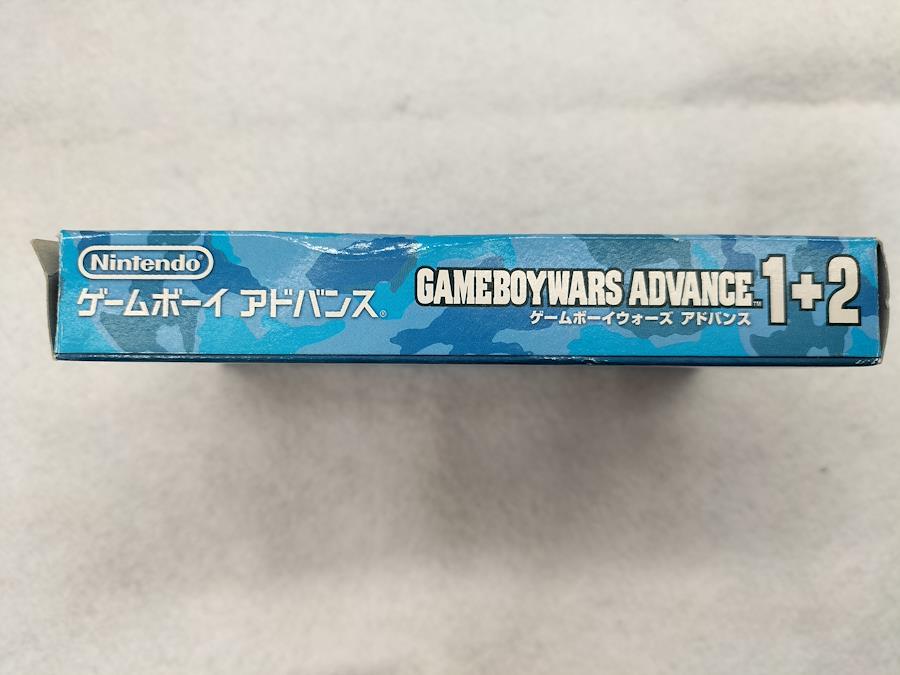 Nintendo
ゲームボーイ アドバンス®
GAMEBOYWARS ADVANCE™ 1+2
ゲームボーイウォーズ アドバンス